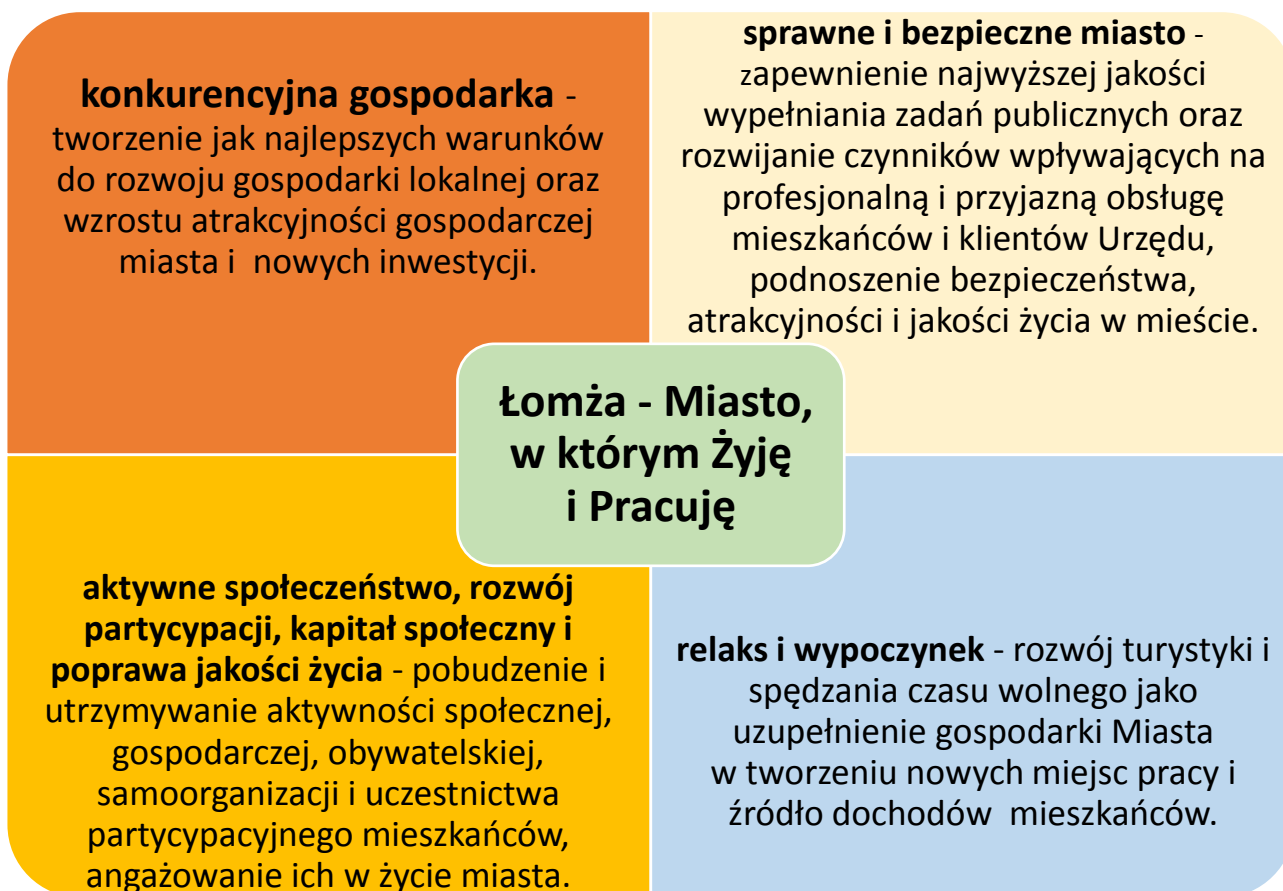 konkurencyjna gospodarka -
tworzenie jak najlepszych warunków
do rozwoju gospodarki lokalnej oraz
wzrostu atrakcyjności gospodarczej
miasta i  nowych inwestycji.
sprawne i bezpieczne miasto -
zapewnienie najwyższej jakości
wypełniania zadań publicznych oraz
rozwijanie czynników wpływających na
profesjonalną i przyjazną obsługę
mieszkańców i klientów Urzędu,
podnoszenie bezpieczeństwa,
atrakcyjności i jakości życia w mieście.
Łomża - Miasto,
w którym Żyję
i Pracuję
aktywne społeczeństwo, rozwój
partycypacji, kapitał społeczny i
poprawa jakości życia - pobudzenie i
utrzymywanie aktywności społecznej,
gospodarczej, obywatelskiej,
samoorganizacji i uczestnictwa
partycypacyjnego mieszkańców,
angażowanie ich w życie miasta.
relaks i wypoczynek - rozwój turystyki i
spędzania czasu wolnego jako
uzupełnienie gospodarki Miasta
w tworzeniu nowych miejsc pracy i
źródło dochodów  mieszkańców.